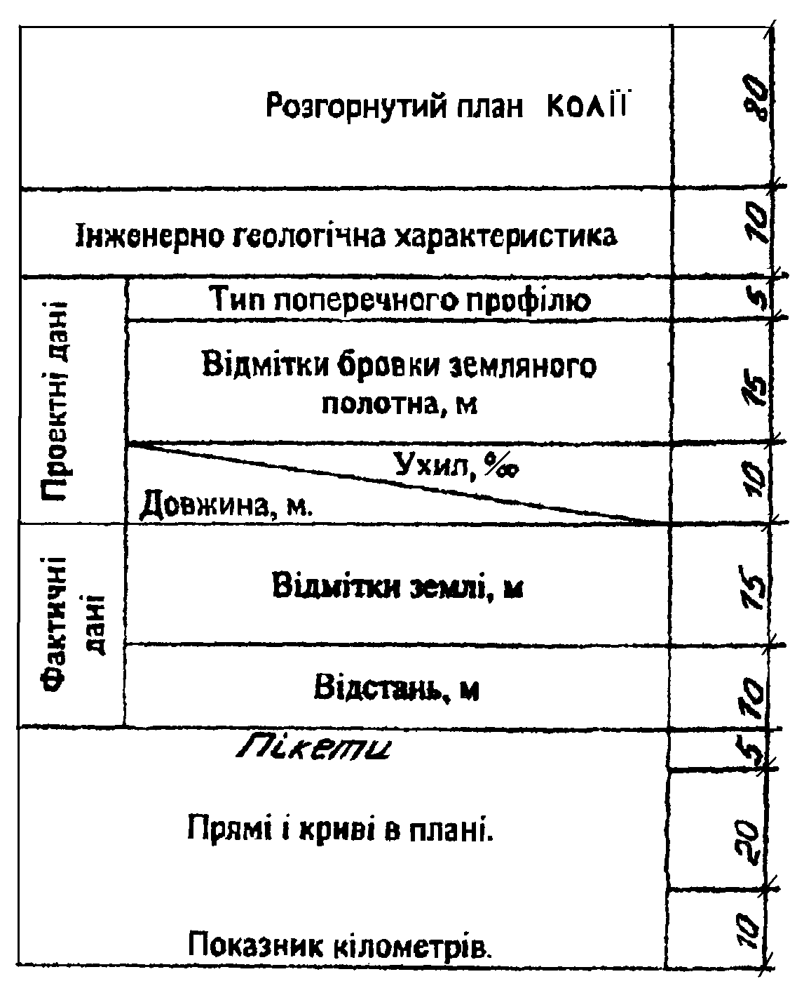 Розгорнутий план колії
80
Інженерно геологічна характеристика
10
Проектні дані
Тип поперечного профілю
5
Відмітки бровки земляного
полотна, м
15
Ухил, ‰
Довжина, м.
10
Фактичні
дані
Відмітки землі, м
15
Відстань, м
10
Пікети
5
Прямі і криві в плані.
20
Показник кілометрів.
10